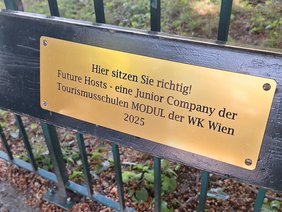 Hier sitzen Sie richtig!
Future Hosts - eine Junior Company der
Tourismusschulen MODUL der WK Wien
2025